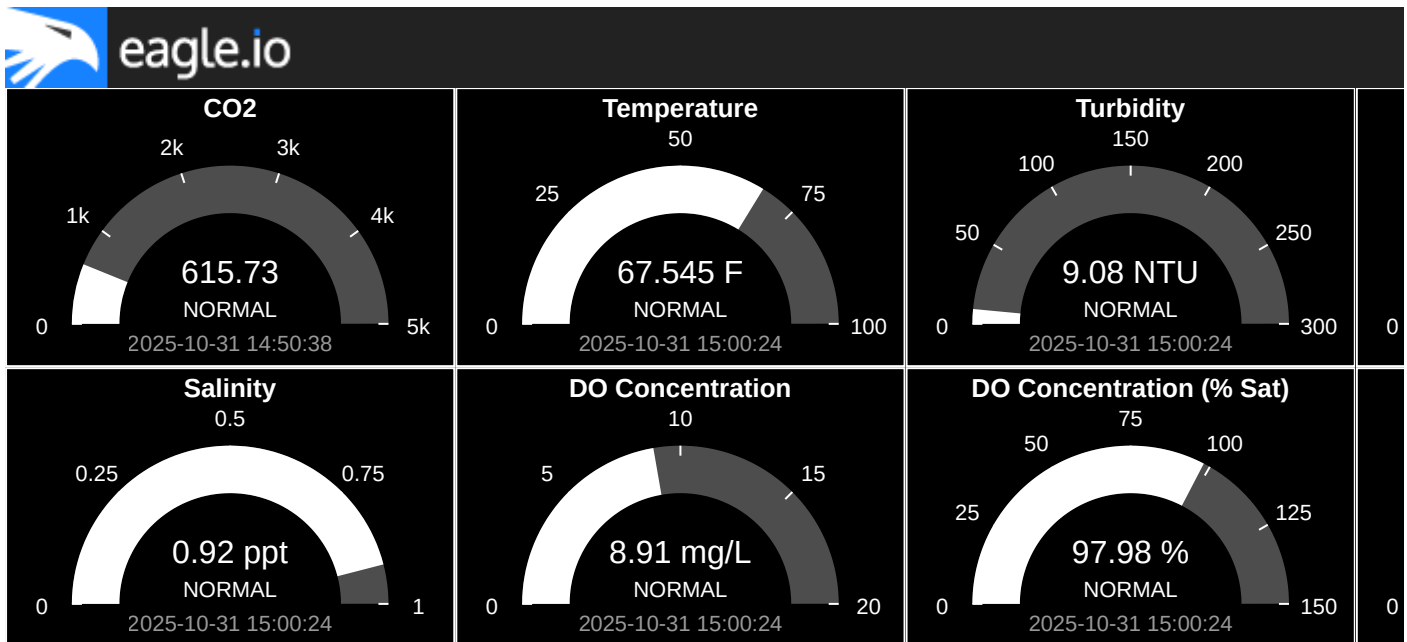 eagle.io
CO2
2k
3k
1k
4k
615.73
NORMAL
0
5k
2025-10-31 14:50:38
Temperature
50
25
75
67.545 F
NORMAL
0
100
2025-10-31 15:00:24
Turbidity
150
100
200
50
250
9.08 NTU
NORMAL
0
300
2025-10-31 15:00:24
0
Salinity
0.5
0.25
0.75
0.92 ppt
NORMAL
0
1
2025-10-31 15:00:24
DO Concentration
10
5
15
8.91 mg/L
NORMAL
0
20
2025-10-31 15:00:24
DO Concentration (% Sat)
75
50
100
25
125
97.98 %
NORMAL
0
150
2025-10-31 15:00:24
0